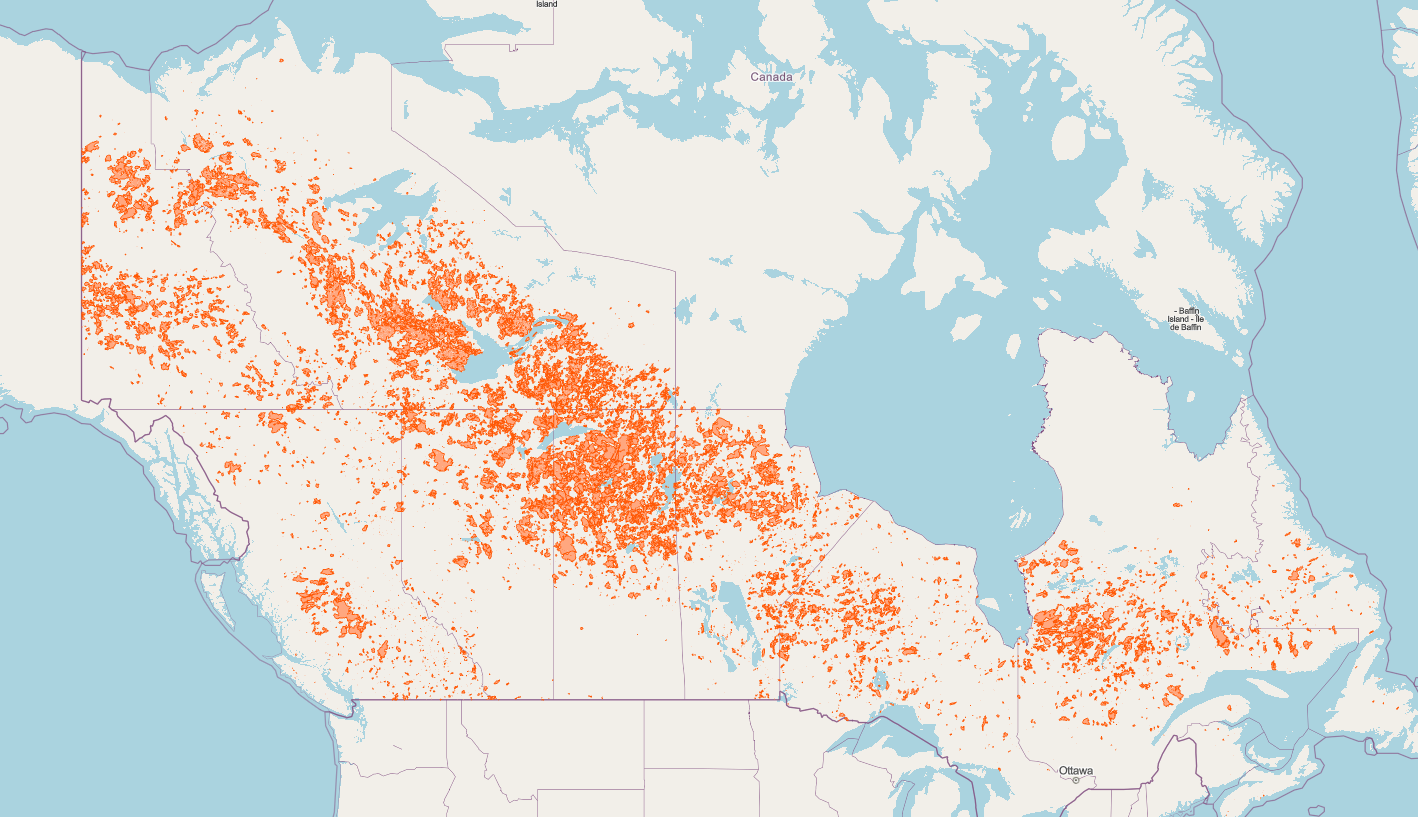 Island
Canada
- Baffin
Island - Île
de Baffin
Ottawa